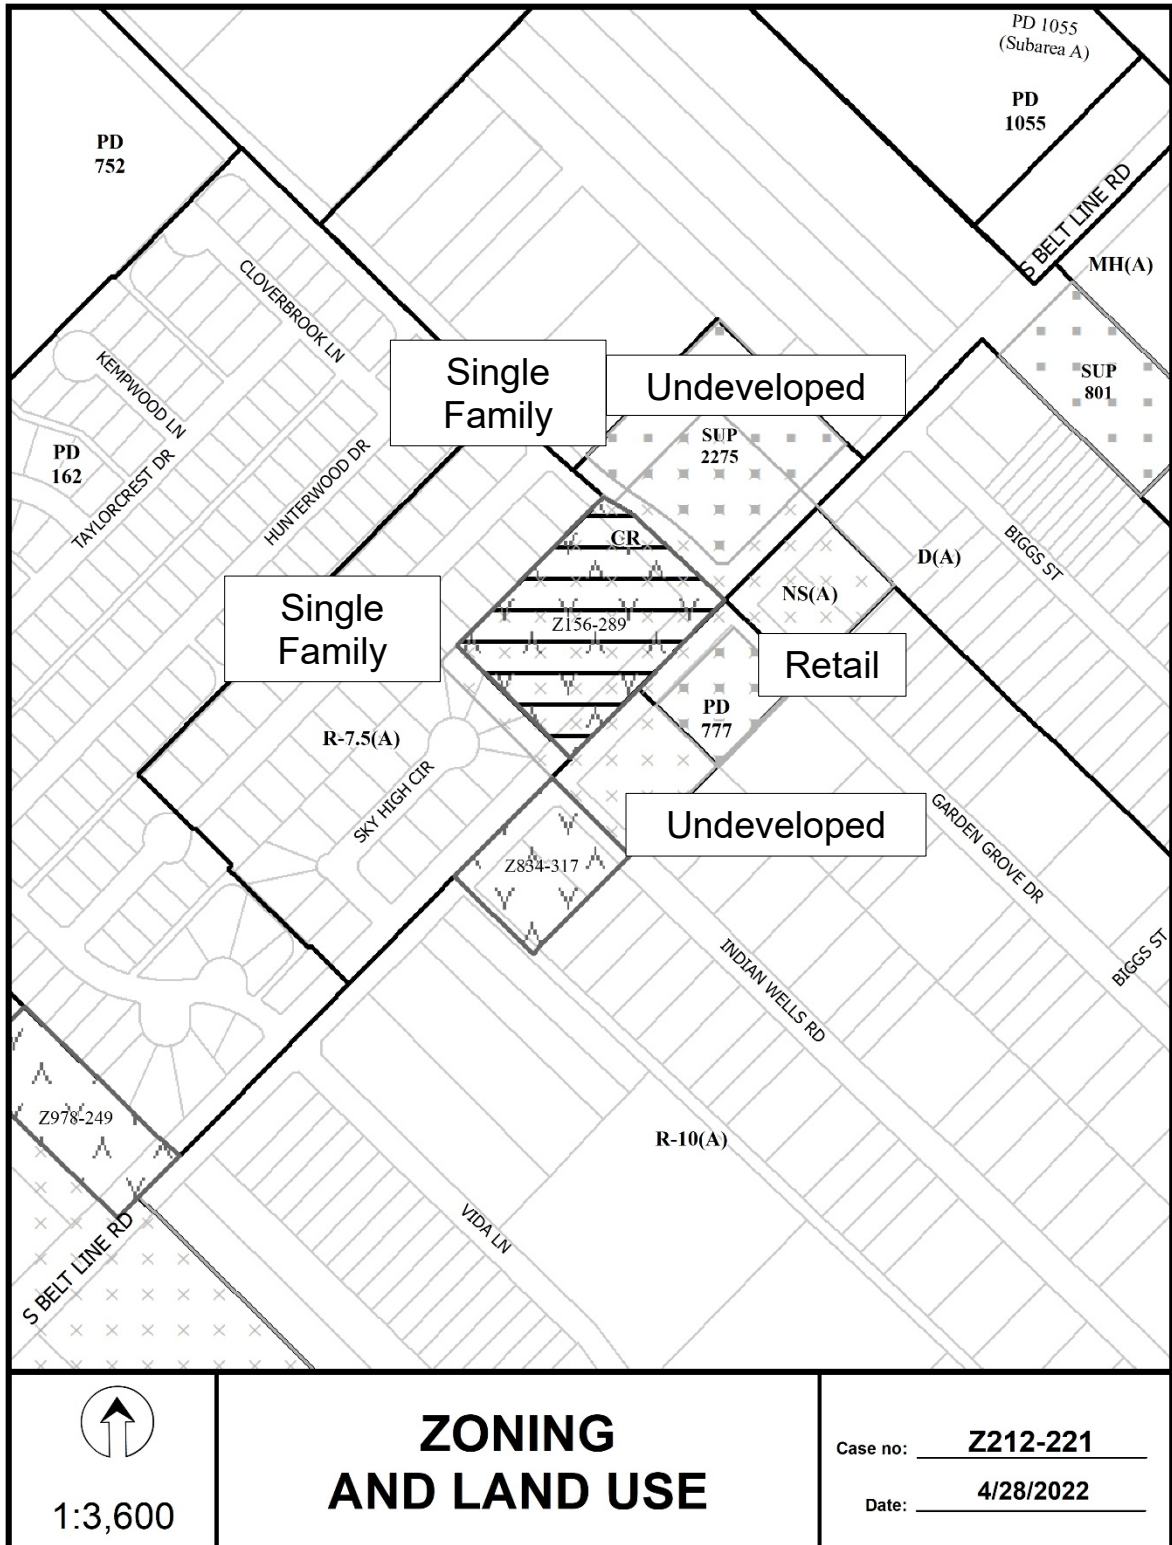 PD 1055
(Subarea A)
PD
1055
PD
752
S BELT LINE RD
MH(A)
CLOVERBROOK LN
KEMPWOOD LN
Single
Family
Undeveloped
SUP
801
SUP
2275
PD
162
TAYLORCREST DR
HUNTERWOOD DR
CR
BIGGS ST
D(A)
NS(A)
Single
Family
Z156-289
Retail
PD
777
R-7.5(A)
SKY HIGH CIR
Undeveloped
GARDEN GROVE DR
Z834-317
INDIAN WELLS RD
BIGGS ST
Z978-249
R-10(A)
VIDA LN
S BELT LINE RD
1:3,600
ZONING
AND LAND USE
Case no: Z212-221
Date: 4/28/2022